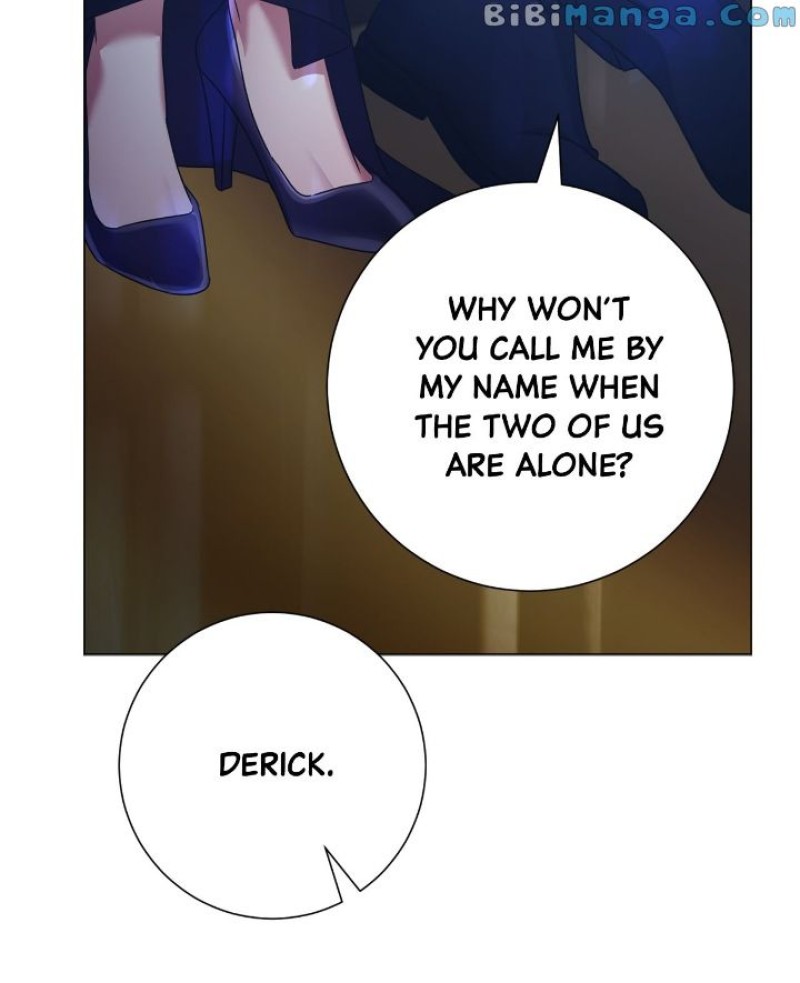 BiBiManga.Com
WHY WON'T
YOU CALL ME BY
MY NAME WHEN
THE TWO OF US
ARE ALONE?
DERICK.